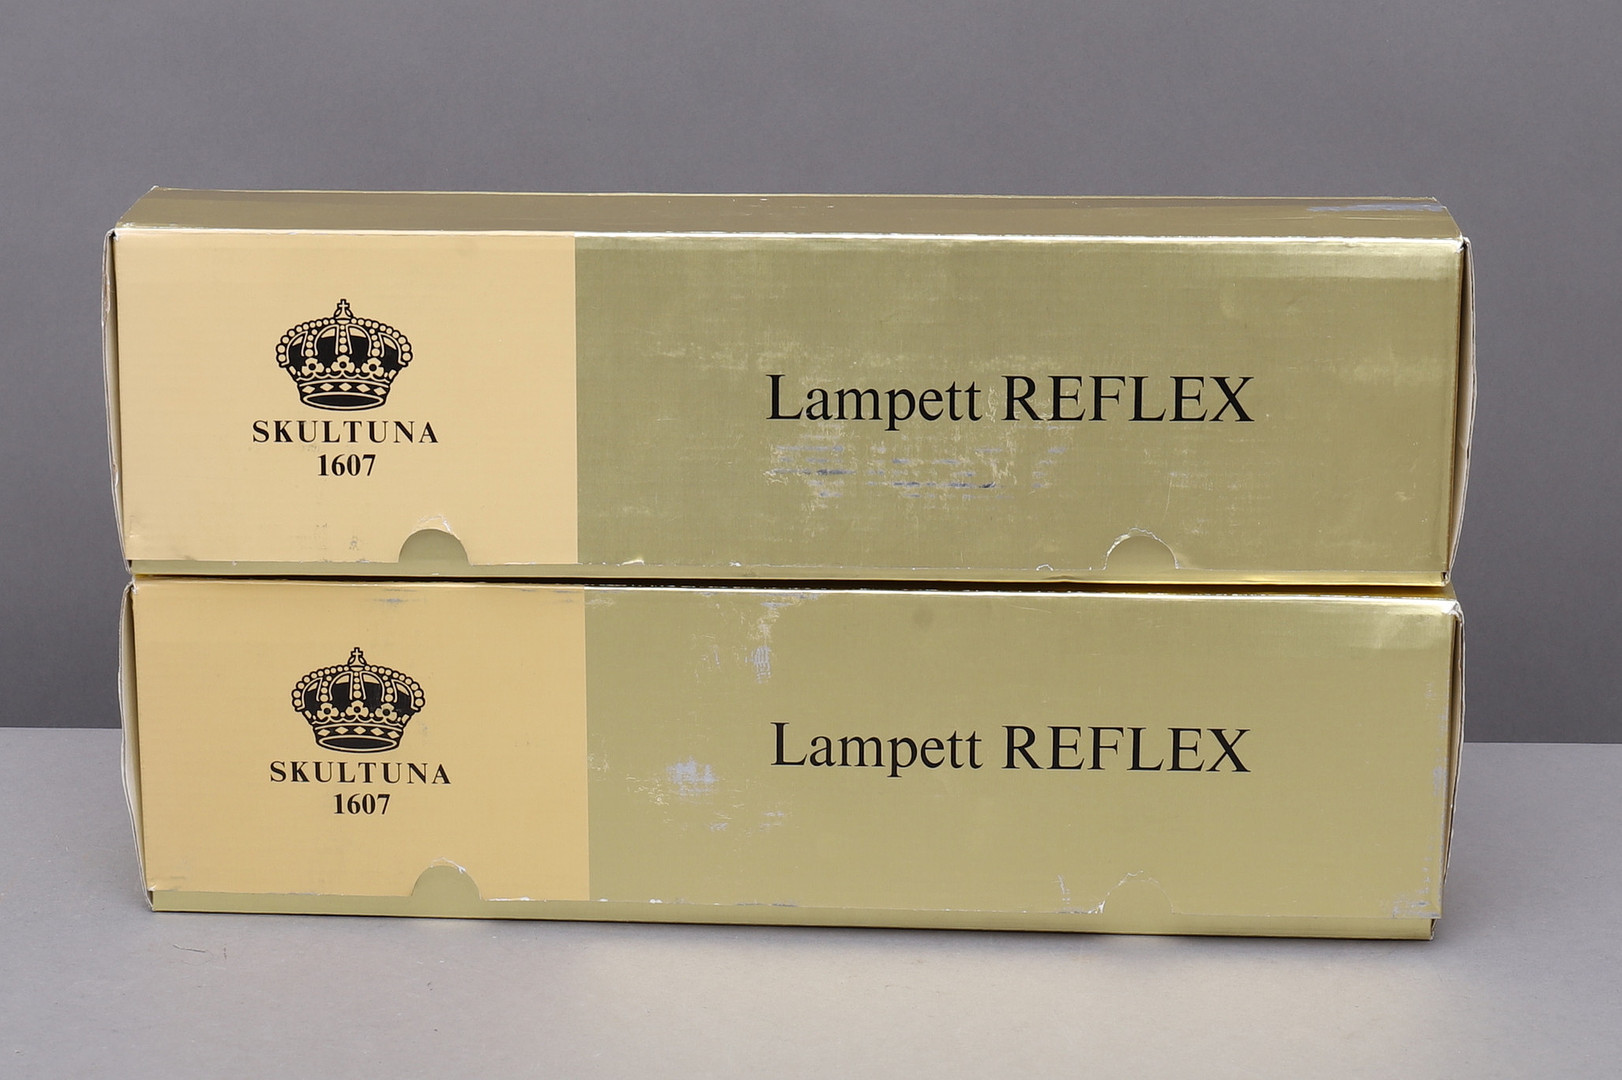 SKULTUNA
1607
Lampett REFLEX
SKULTUNA
1607
Lampett REFLEX